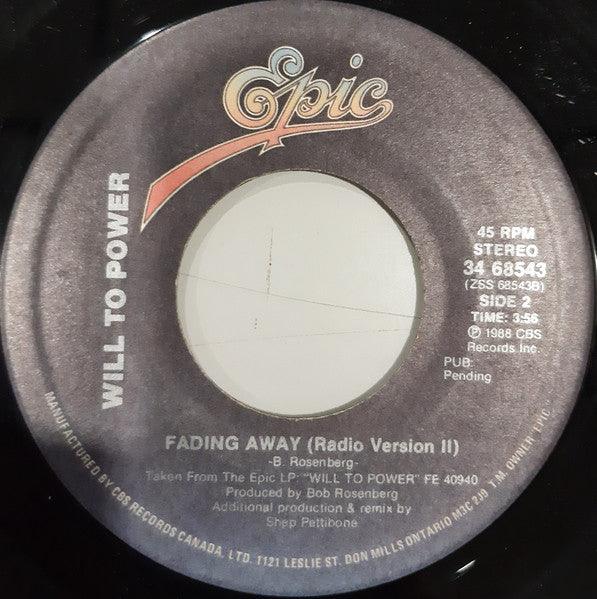 Epic
WILL TO POWER
45 RPM
STEREO
34 68543
(ZSS 68543B)
SIDE 2
TIME: 3:56
Ⓟ 1988 CBS
Records Inc.
PUB:
Pending
FADING AWAY (Radio Version II)
-B. Rosenberg-
Taken From The Epic LP: "WILL TO POWER" FE 40940
Produced by Bob Rosenberg
Additional production & remix by
Shep Pettibone
MANUFACTURED BY CBS RECORDS CANADA, LTD. 1121 LESLIE ST. DON MILLS ONTARIO M3C 2J9 T.M. OWNER "EPIC"